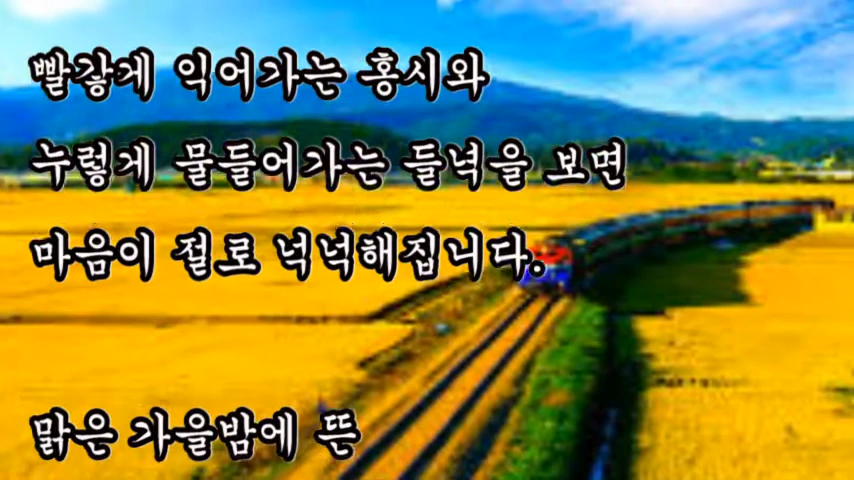 빨갛게 익어가는 홍시와
누렇게 물들어가는 들녘을 보면
마음이 절로 넉넉해집니다.
맑은 가을밤에 뜬